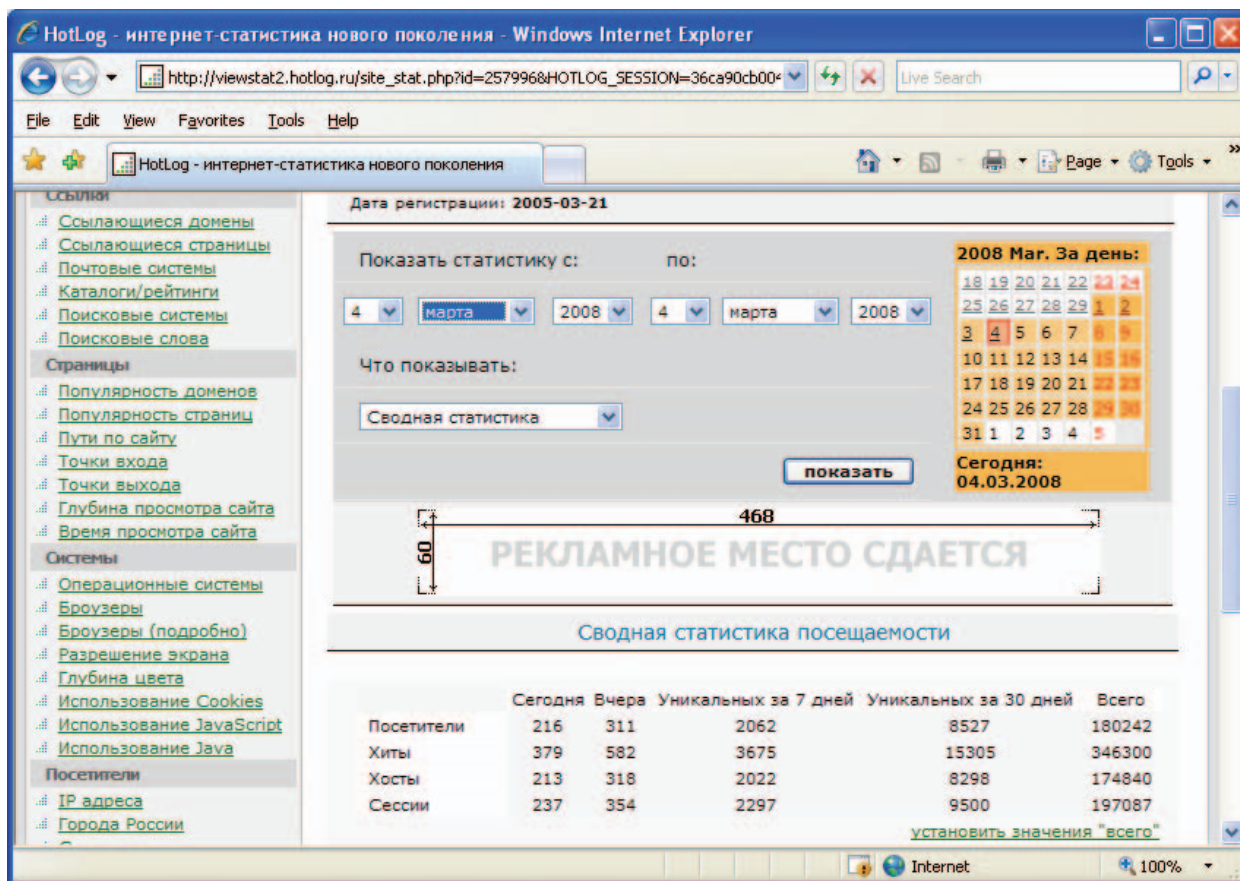 HotLog - интернет-статистика нового поколения - Windows Internet Explorer
http://viewstat2.hotlog.ru/site_stat.php?id=257996&HOTLOG_SESSION=36ca90cb004
Live Search
File Edit View Favorites Tools Help
HotLog - интернет-статистика нового поколения
Page Tools
Ссылки
Ссылающиеся домены
Ссылающиеся страницы
Почтовые системы
Каталоги/рейтинги
Поисковые системы
Поисковые слова
Страницы
Популярность доменов
Популярность страниц
Пути по сайту
Точки входа
Точки выхода
Глубина просмотра сайта
Время просмотра сайта
Системы
Операционные системы
Броузеры
Броузеры (подробно)
Разрешение экрана
Глубина цвета
Использование Cookies
Использование JavaScript
Использование Java
Посетители
IP адреса
Города России
Дата регистрации: 2005-03-21
Показать статистику с: по:
4 марта 2008 4 марта 2008
Что показывать:
Сводная статистика
показать
2008 Mar. За день:
18 19 20 21 22 23 24
25 26 27 28 29 1 2
3 4 5 6 7 8 9
10 11 12 13 14 15 16
17 18 19 20 21 22 23
24 25 26 27 28 29 30
31 1 2 3 4 5
Сегодня:
04.03.2008
468
60
РЕКЛАМНОЕ МЕСТО СДАЕТСЯ
Сводная статистика посещаемости
Сегодня Вчера Уникальных за 7 дней Уникальных за 30 дней Всего
Посетители 216 311 2062 8527 180242
Хиты 379 582 3675 15305 346300
Хосты 213 318 2022 8298 174840
Сессии 237 354 2297 9500 197087
установить значения "всего"
Internet 100%